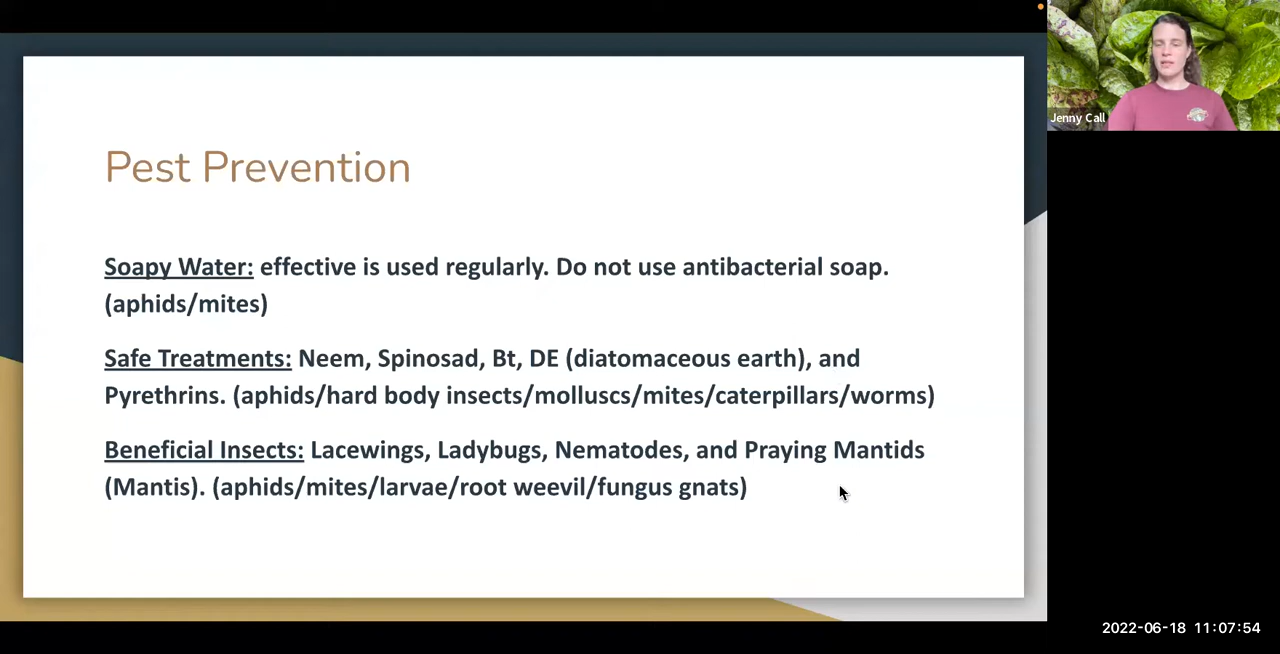 Pest Prevention
Soapy Water: effective is used regularly. Do not use antibacterial soap.
(aphids/mites)
Safe Treatments: Neem, Spinosad, Bt, DE (diatomaceous earth), and
Pyrethrins. (aphids/hard body insects/molluscs/mites/caterpillars/worms)
Beneficial Insects: Lacewings, Ladybugs, Nematodes, and Praying Mantids
(Mantis). (aphids/mites/larvae/root weevil/fungus gnats)
Jenny Call
2022-06-18 11:07:54